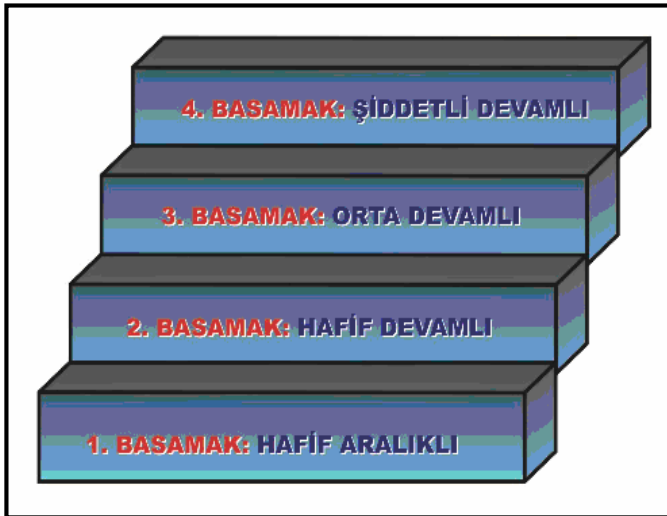 4. BASAMAK: ŞİDDETLİ DEVAMLI
3. BASAMAK: ORTA DEVAMLI
2. BASAMAK: HAFİF DEVAMLI
1. BASAMAK: HAFİF ARALIKLI